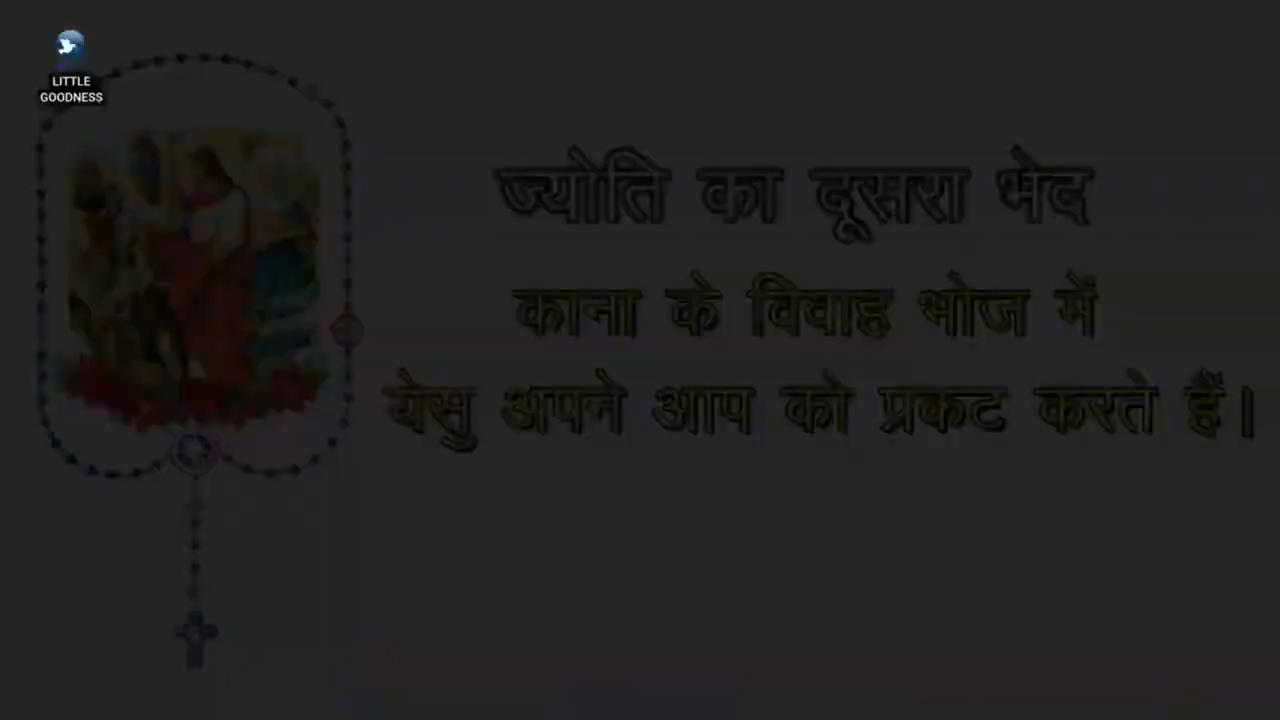 LITTLE
GOODNESS
ज्योति का दूसरा भेद
काना के विवाह भोज में
येसु अपने आप को प्रकट करते हैं।